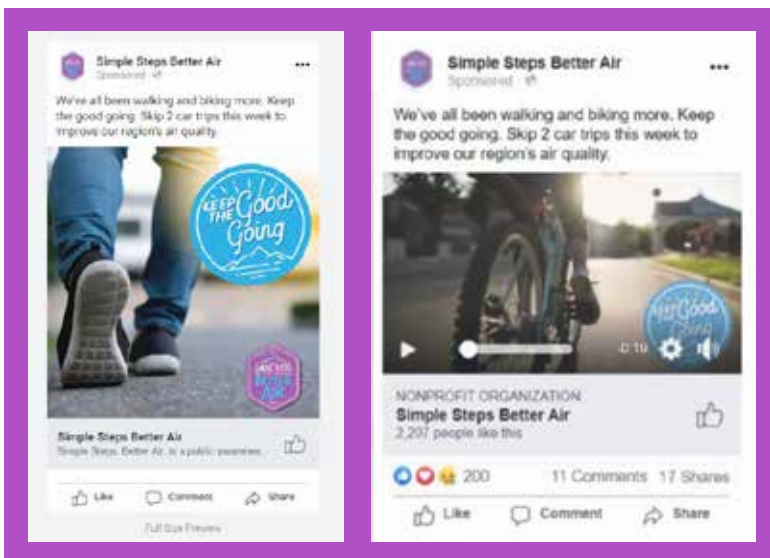 Simple Steps Better Air
Sponsored
We've all been walking and biking more. Keep
the good going. Skip 2 car trips this week to
improve our region's air quality.
KEEP
THE Good
Going
BETTER
AIR
Simple Steps Better Air
Simple Steps. Better Air. is a public awareness...
Like Comment Share
Full Size Preview
Simple Steps Better Air
Sponsored
We've all been walking and biking more. Keep
the good going. Skip 2 car trips this week to
improve our region's air quality.
KEEP
THE Good
Going
-0:19
NONPROFIT ORGANIZATION
Simple Steps Better Air
2,207 people like this
200 11 Comments 17 Shares
Like Comment Share